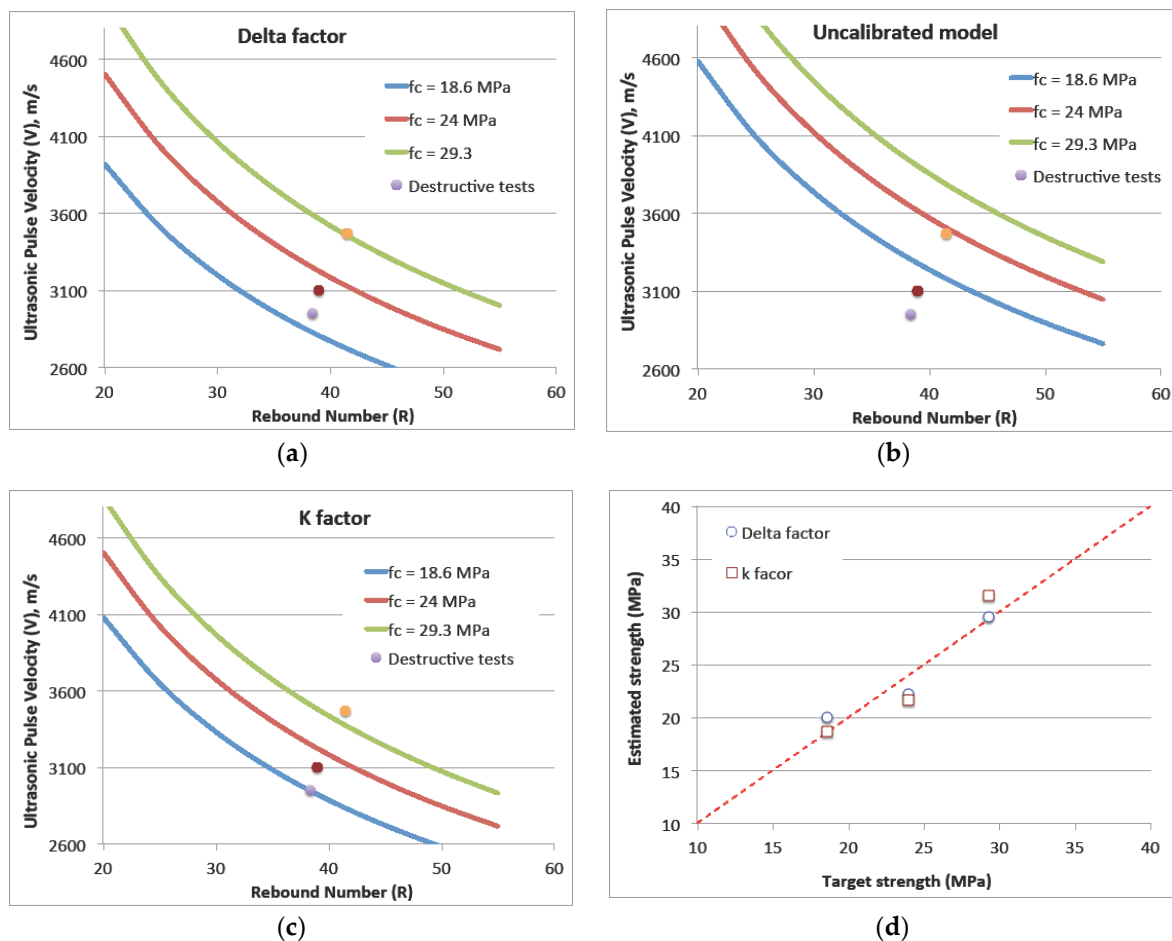 Delta factor
fc = 18.6 MPa
fc = 24 MPa
fc = 29.3
Destructive tests
Ultrasonic Pulse Velocity (V), m/s
4600
4100
3600
3100
2600
20 30 40 50 60
Rebound Number (R)
(a)
Uncalibrated model
fc = 18.6 MPa
fc = 24 MPa
fc = 29.3 MPa
Destructive tests
Ultrasonic Pulse Velocity (V), m/s
4600
4100
3600
3100
2600
20 30 40 50 60
Rebound Number (R)
(b)
K factor
fc = 18.6 MPa
fc = 24 MPa
fc = 29.3 MPa
Destructive tests
Ultrasonic Pulse Velocity (V), m/s
4600
4100
3600
3100
2600
20 30 40 50 60
Rebound Number (R)
(c)
Delta factor
k facor
Estimated strength (MPa)
40
35
30
25
20
15
10
10 15 20 25 30 35 40
Target strength (MPa)
(d)